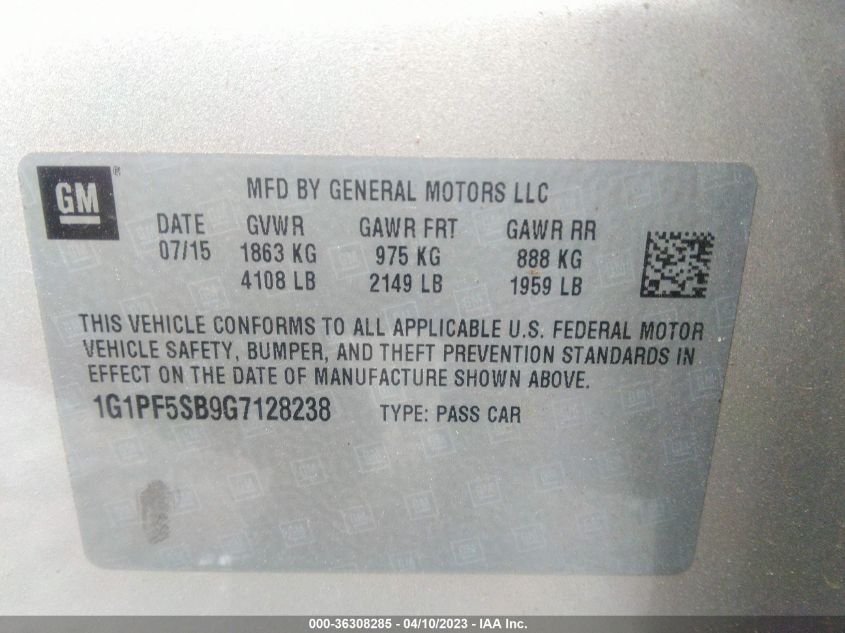 GM®
MFD BY GENERAL MOTORS LLC
DATE GVWR GAWR FRT GAWR RR
07/15 1863 KG 975 KG 888 KG
4108 LB 2149 LB 1959 LB
THIS VEHICLE CONFORMS TO ALL APPLICABLE U.S. FEDERAL MOTOR
VEHICLE SAFETY, BUMPER, AND THEFT PREVENTION STANDARDS IN
EFFECT ON THE DATE OF MANUFACTURE SHOWN ABOVE.
1G1PF5SB9G7128238 TYPE: PASS CAR
000-36308285 - 04/10/2023 - IAA Inc.